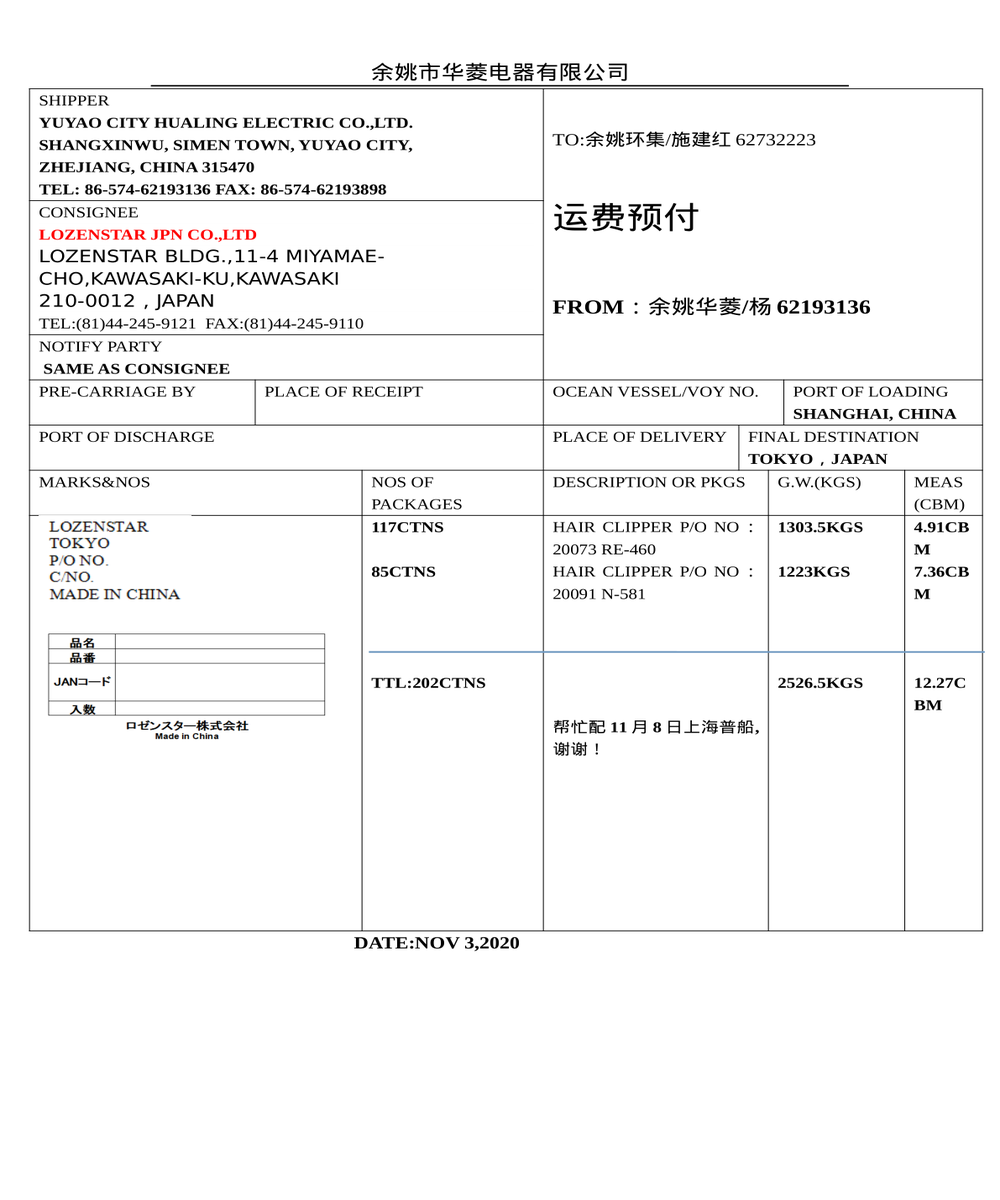 余姚市华菱电器有限公司
SHIPPER
YUYAO CITY HUALING ELECTRIC CO.,LTD.
SHANGXINWU, SIMEN TOWN, YUYAO CITY,
ZHEJIANG, CHINA 315470
TEL: 86-574-62193136 FAX: 86-574-62193898
TO:余姚环集/施建红 62732223
运费预付
FROM：余姚华菱/杨 62193136
CONSIGNEE
LOZENSTAR JPN CO.,LTD
LOZENSTAR BLDG.,11-4 MIYAMAE-
CHO,KAWASAKI-KU,KAWASAKI
210-0012，JAPAN
TEL:(81)44-245-9121  FAX:(81)44-245-9110
NOTIFY PARTY
SAME AS CONSIGNEE
PRE-CARRIAGE BY
PLACE OF RECEIPT
OCEAN VESSEL/VOY NO.
PORT OF LOADING
SHANGHAI, CHINA
PORT OF DISCHARGE
PLACE OF DELIVERY
FINAL DESTINATION
TOKYO，JAPAN
MARKS&NOS
NOS OF
PACKAGES
DESCRIPTION OR PKGS
G.W.(KGS)
MEAS
(CBM)
LOZENSTAR
TOKYO
P/O NO.
C/NO.
MADE IN CHINA
品名
品番
JANコード
入数
ロゼンスター株式会社
Made in China
117CTNS
85CTNS
TTL:202CTNS
HAIR CLIPPER P/O NO：
20073 RE-460
HAIR CLIPPER P/O NO：
20091 N-581
帮忙配 11 月 8 日上海普船,
谢谢！
1303.5KGS
1223KGS
2526.5KGS
4.91CB
M
7.36CB
M
12.27C
BM
DATE:NOV 3,2020